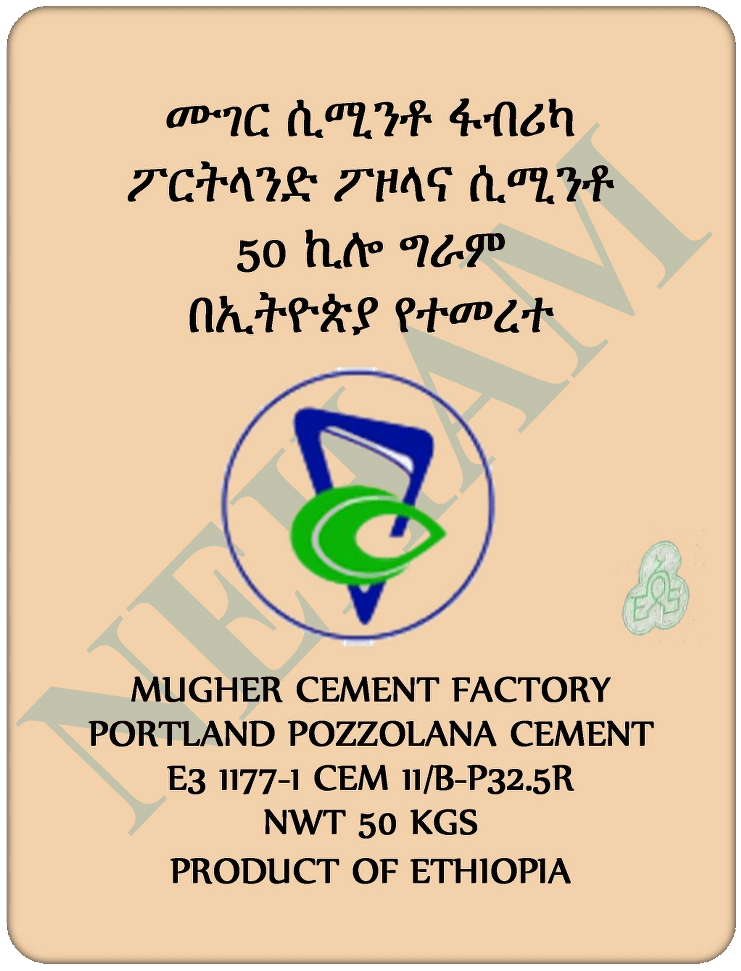 ሙገር ሲሚንቶ ፋብሪካ
ፖርትላንድ ፖዞላና ሲሚንቶ
50 ኪሎ ግራም
በኢትዮጵያ የተመረተ
NEHAM
MUGHER CEMENT FACTORY
PORTLAND POZZOLANA CEMENT
E3 1177-1 CEM 11/B-P32.5R
NWT 50 KGS
PRODUCT OF ETHIOPIA